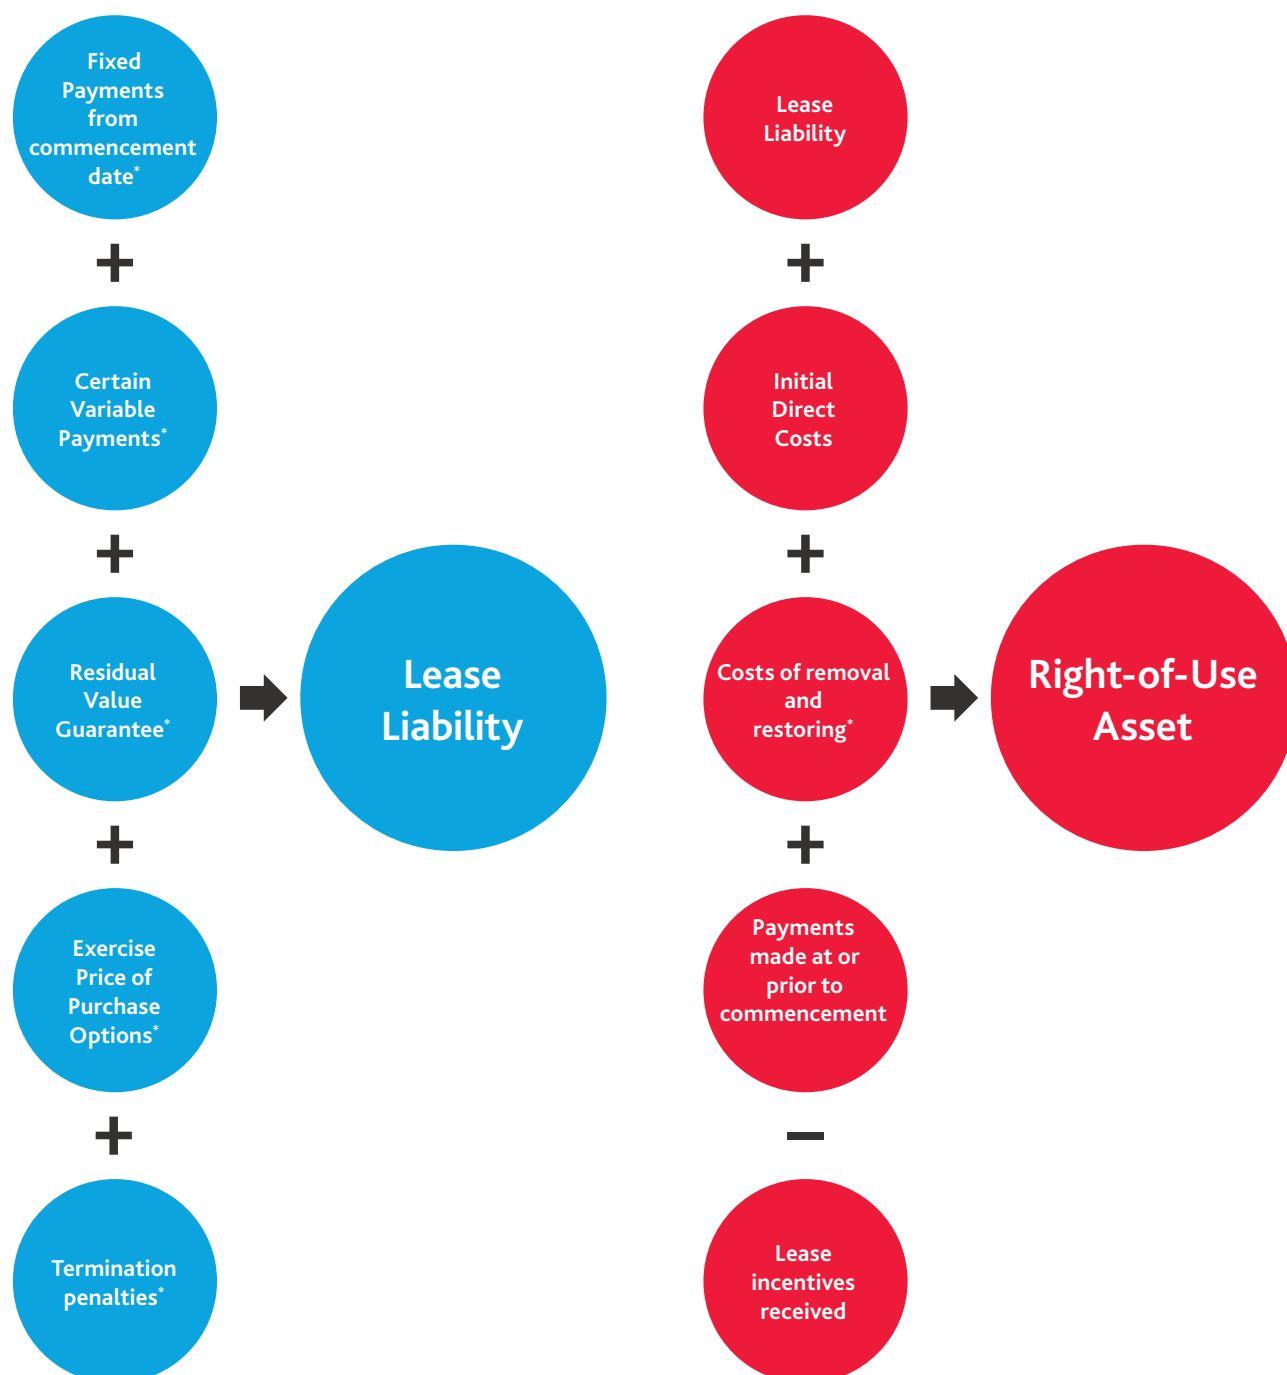 Fixed
Payments
from
commencement
date*
+
Certain
Variable
Payments*
+
Residual
Value
Guarantee*
+
Exercise
Price of
Purchase
Options*
+
Termination
penalties*
Lease
Liability
Lease
Liability
+
Initial
Direct
Costs
+
Costs of removal
and
restoring*
+
Payments
made at or
prior to
commencement
−
Lease
incentives
received
Right-of-Use
Asset